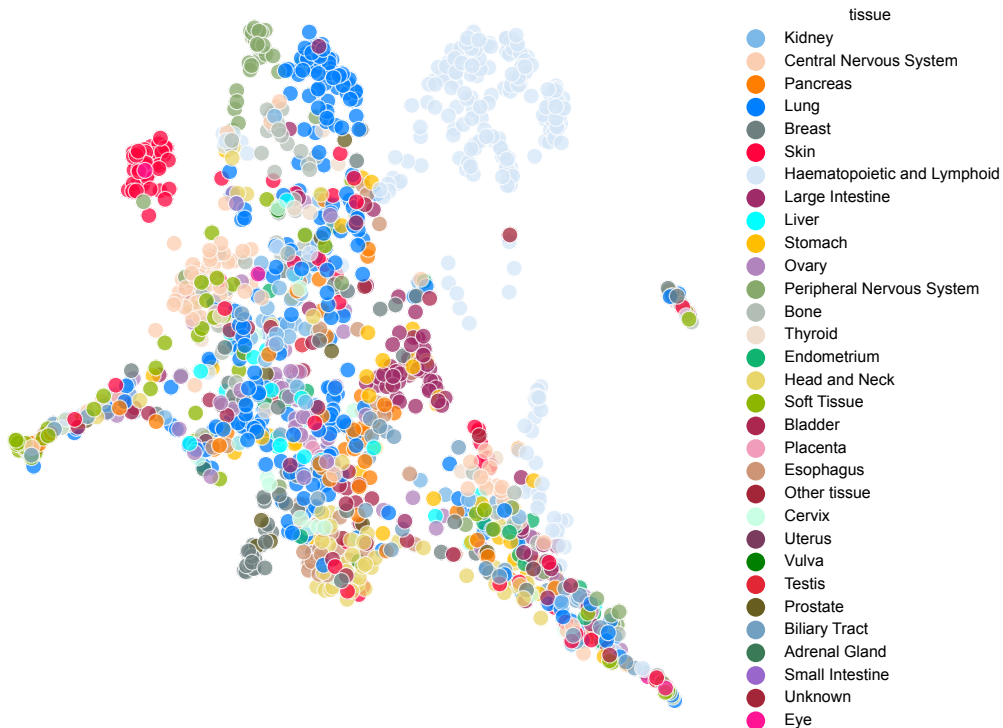 tissue
Kidney
Central Nervous System
Pancreas
Lung
Breast
Skin
Haematopoietic and Lymphoid
Large Intestine
Liver
Stomach
Ovary
Peripheral Nervous System
Bone
Thyroid
Endometrium
Head and Neck
Soft Tissue
Bladder
Placenta
Esophagus
Other tissue
Cervix
Uterus
Vulva
Testis
Prostate
Biliary Tract
Adrenal Gland
Small Intestine
Unknown
Eye